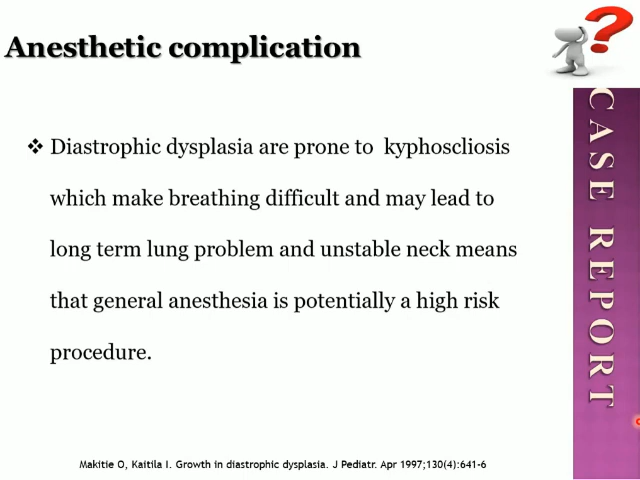 Anesthetic complication
❖ Diastrophic dysplasia are prone to kyphoscliosis
which make breathing difficult and may lead to
long term lung problem and unstable neck means
that general anesthesia is potentially a high risk
procedure.
CASE REPORT
Makitie O, Kaitila I. Growth in diastrophic dysplasia. J Pediatr. Apr 1997;130(4):641-6